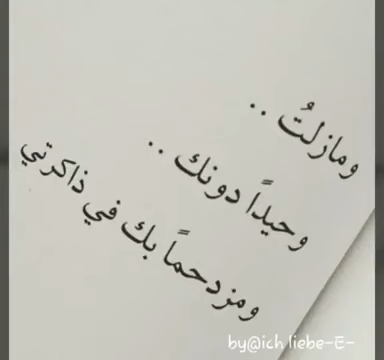 ومازلتُ ..
وحيداً دونك ..
ومزدحماً بك في ذاكرتي
by@ich liebe-E-